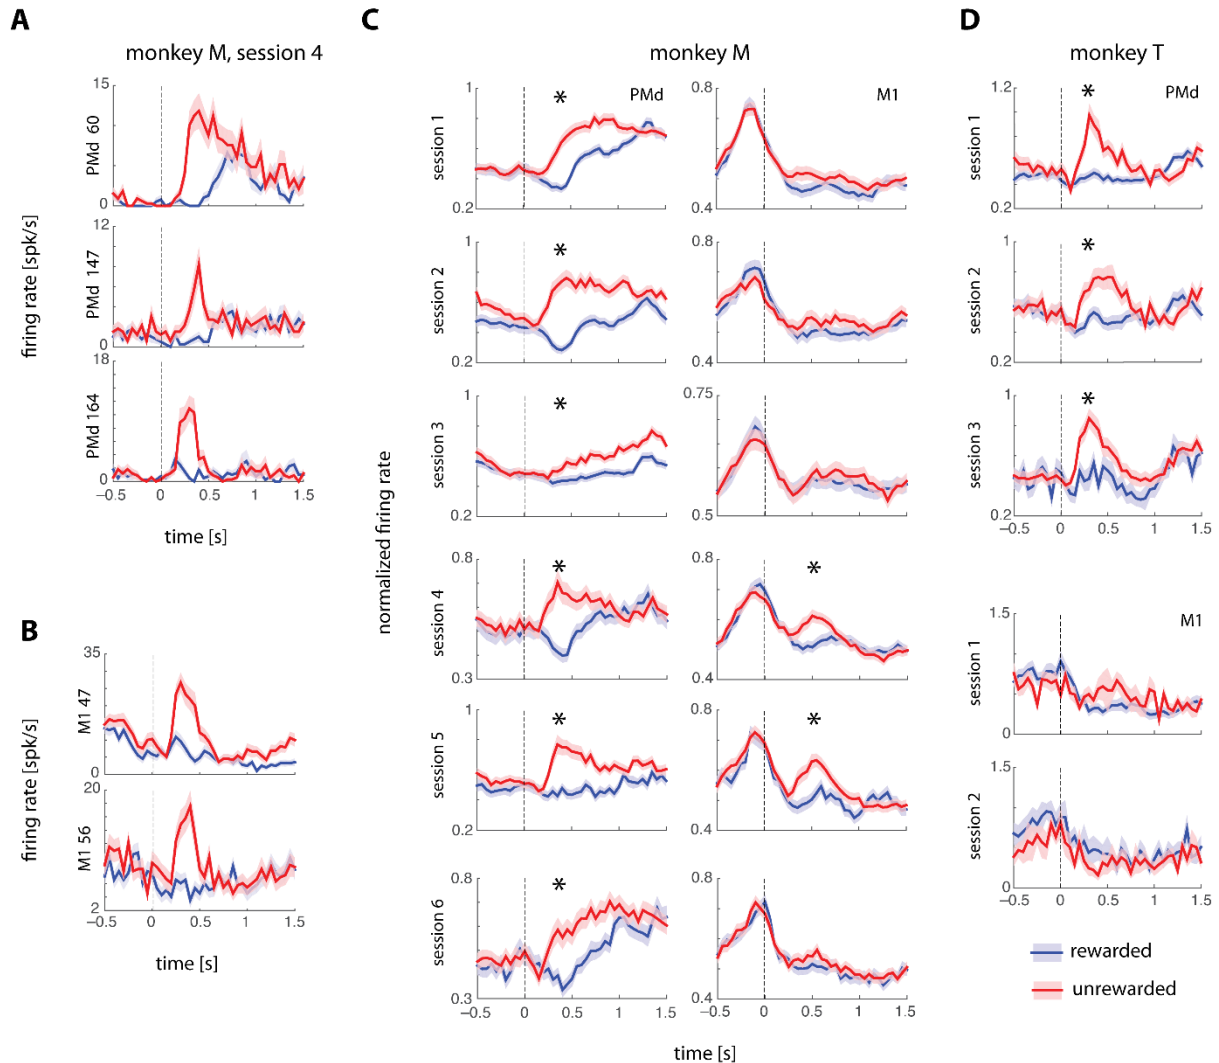 A
monkey M, session 4
firing rate [spk/s]
PMd 60
15
0
PMd 147
12
0
PMd 164
18
0
−0.5 0 0.5 1 1.5
time [s]
B
firing rate [spk/s]
M1 47
35
0
M1 56
20
2
−0.5 0 0.5 1 1.5
time [s]
C
monkey M
normalized firing rate
session 1
1
0.2
*
PMd
0.8
0.4
M1
session 2
1
0.2
*
0.8
0.4
session 3
1
0.2
*
0.75
0.5
session 4
0.8
0.3
*
0.8
0.4
*
session 5
1
0.2
*
0.8
0.4
*
session 6
0.8
0.3
*
0.8
0.4
−0.5 0 0.5 1 1.5
−0.5 0 0.5 1 1.5
time [s]
D
monkey T
session 1
1.2
0.2
*
PMd
session 2
1
0.2
*
session 3
1
0.2
*
−0.5 0 0.5 1 1.5
session 1
1.5
0
M1
session 2
1.5
0
−0.5 0 0.5 1 1.5
rewarded
unrewarded